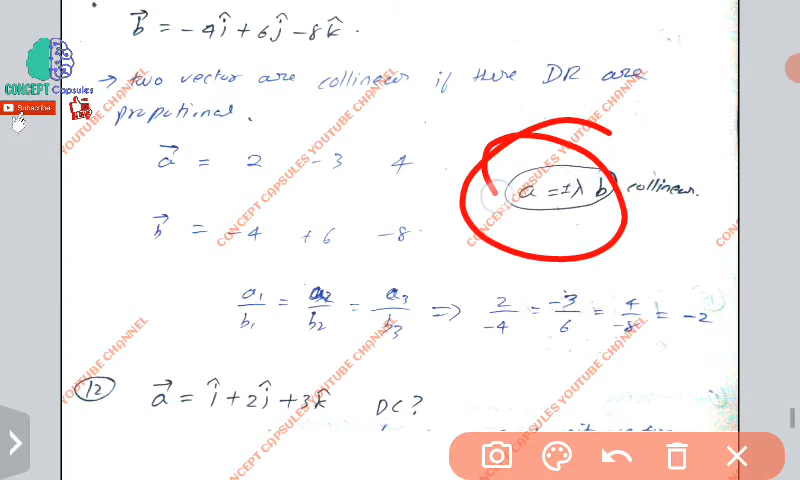 b⃗ = -4î + 6ĵ - 8k̂.
→ two vector are collinear if there DR are
propotional.
a⃗ = 2 -3 4
a = ±λ b collinear.
b⃗ = -4 +6 -8.
a₁/b₁ = a₂/b₂ = a₃/b₃ ⇒ 2/-4 = -3/6 = 4/-8 = -2
12 a⃗ = î + 2ĵ + 3k̂ DC?
CONCEPT Capsules
Subscribe
CONCEPT CAPSULES YOUTUBE CHANNEL